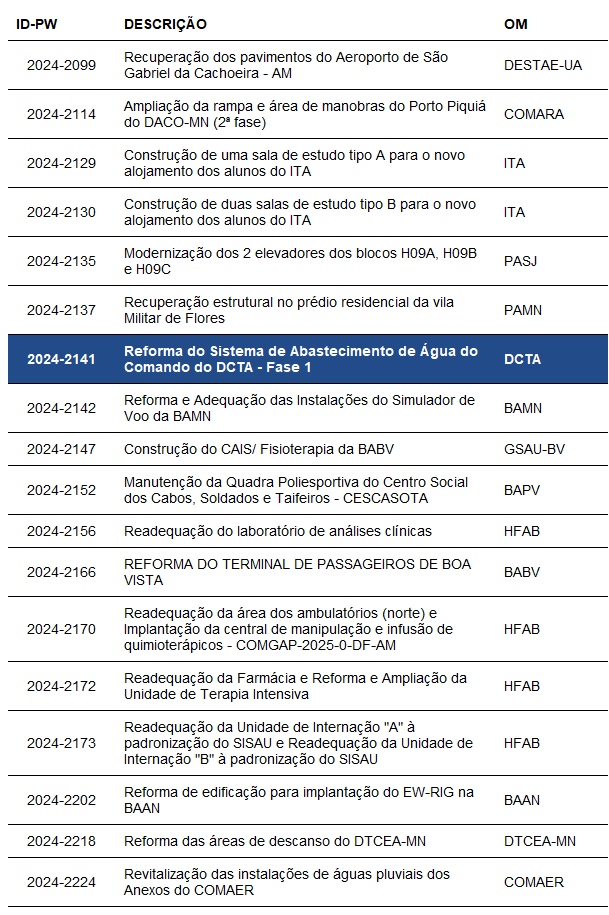 ID-PW DESCRIÇÃO OM
2024-2099 Recuperação dos pavimentos do Aeroporto de São DESTAE-UA
Gabriel da Cachoeira - AM
2024-2114 Ampliação da rampa e área de manobras do Porto Piquiá COMARA
do DACO-MN (2ª fase)
2024-2129 Construção de uma sala de estudo tipo A para o novo ITA
alojamento dos alunos do ITA
2024-2130 Construção de duas salas de estudo tipo B para o novo ITA
alojamento dos alunos do ITA
2024-2135 Modernização dos 2 elevadores dos blocos H09A, H09B PASJ
e H09C
2024-2137 Recuperação estrutural no prédio residencial da vila PAMN
Militar de Flores
2024-2141 Reforma do Sistema de Abastecimento de Água do DCTA
Comando do DCTA - Fase 1
2024-2142 Reforma e Adequação das Instalações do Simulador de BAMN
Voo da BAMN
2024-2147 Construção do CAIS/ Fisioterapia da BABV GSAU-BV
2024-2152 Manutenção da Quadra Poliesportiva do Centro Social BAPV
dos Cabos, Soldados e Taifeiros - CESCASOTA
2024-2156 Readequação do laboratório de análises clínicas HFAB
2024-2166 REFORMA DO TERMINAL DE PASSAGEIROS DE BOA BABV
VISTA
2024-2170 Readequação da área dos ambulatórios (norte) e HFAB
Implantação da central de manipulação e infusão de
quimioterápicos - COMGAP-2025-0-DF-AM
2024-2172 Readequação da Farmácia e Reforma e Ampliação da HFAB
Unidade de Terapia Intensiva
2024-2173 Readequação da Unidade de Internação "A" à HFAB
padronização do SISAU e Readequação da Unidade de
Internação "B" à padronização do SISAU
2024-2202 Reforma de edificação para implantação do EW-RIG na BAAN
BAAN
2024-2218 Reforma das áreas de descanso do DTCEA-MN DTCEA-MN
2024-2224 Revitalização das instalações de águas pluviais dos COMAER
Anexos do COMAER